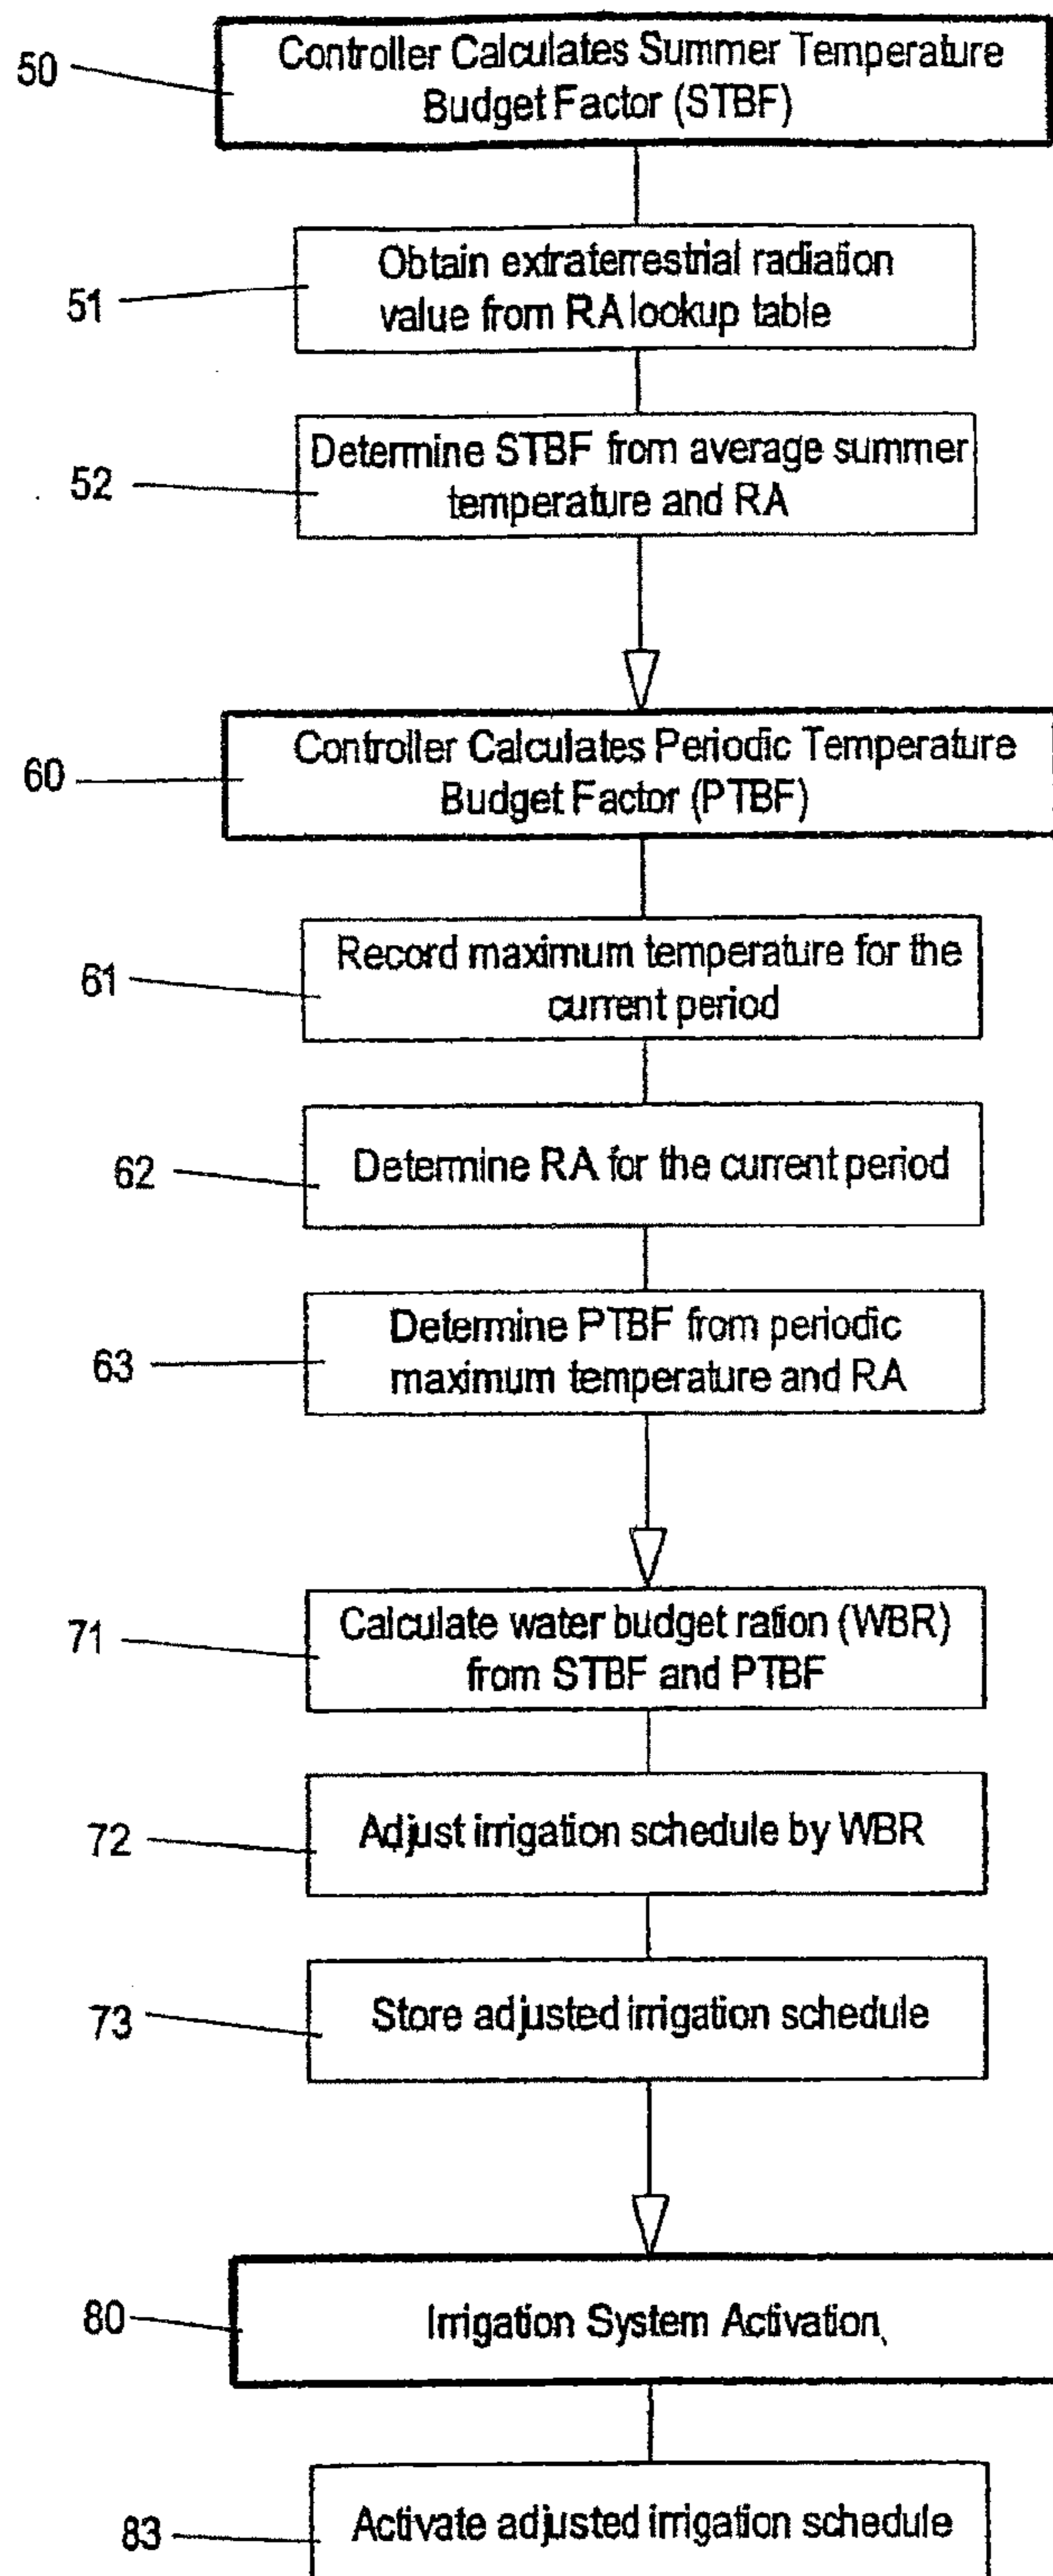 50
Controller Calculates Summer Temperature
Budget Factor (STBF)
51
Obtain extraterrestrial radiation
value from RA lookup table
52
Determine STBF from average summer
temperature and RA
60
Controller Calculates Periodic Temperature
Budget Factor (PTBF)
61
Record maximum temperature for the
current period
62
Determine RA for the current period
63
Determine PTBF from periodic
maximum temperature and RA
71
Calculate water budget ration (WBR)
from STBF and PTBF
72
Adjust irrigation schedule by WBR
73
Store adjusted irrigation schedule
80
Irrigation System Activation
83
Activate adjusted irrigation schedule